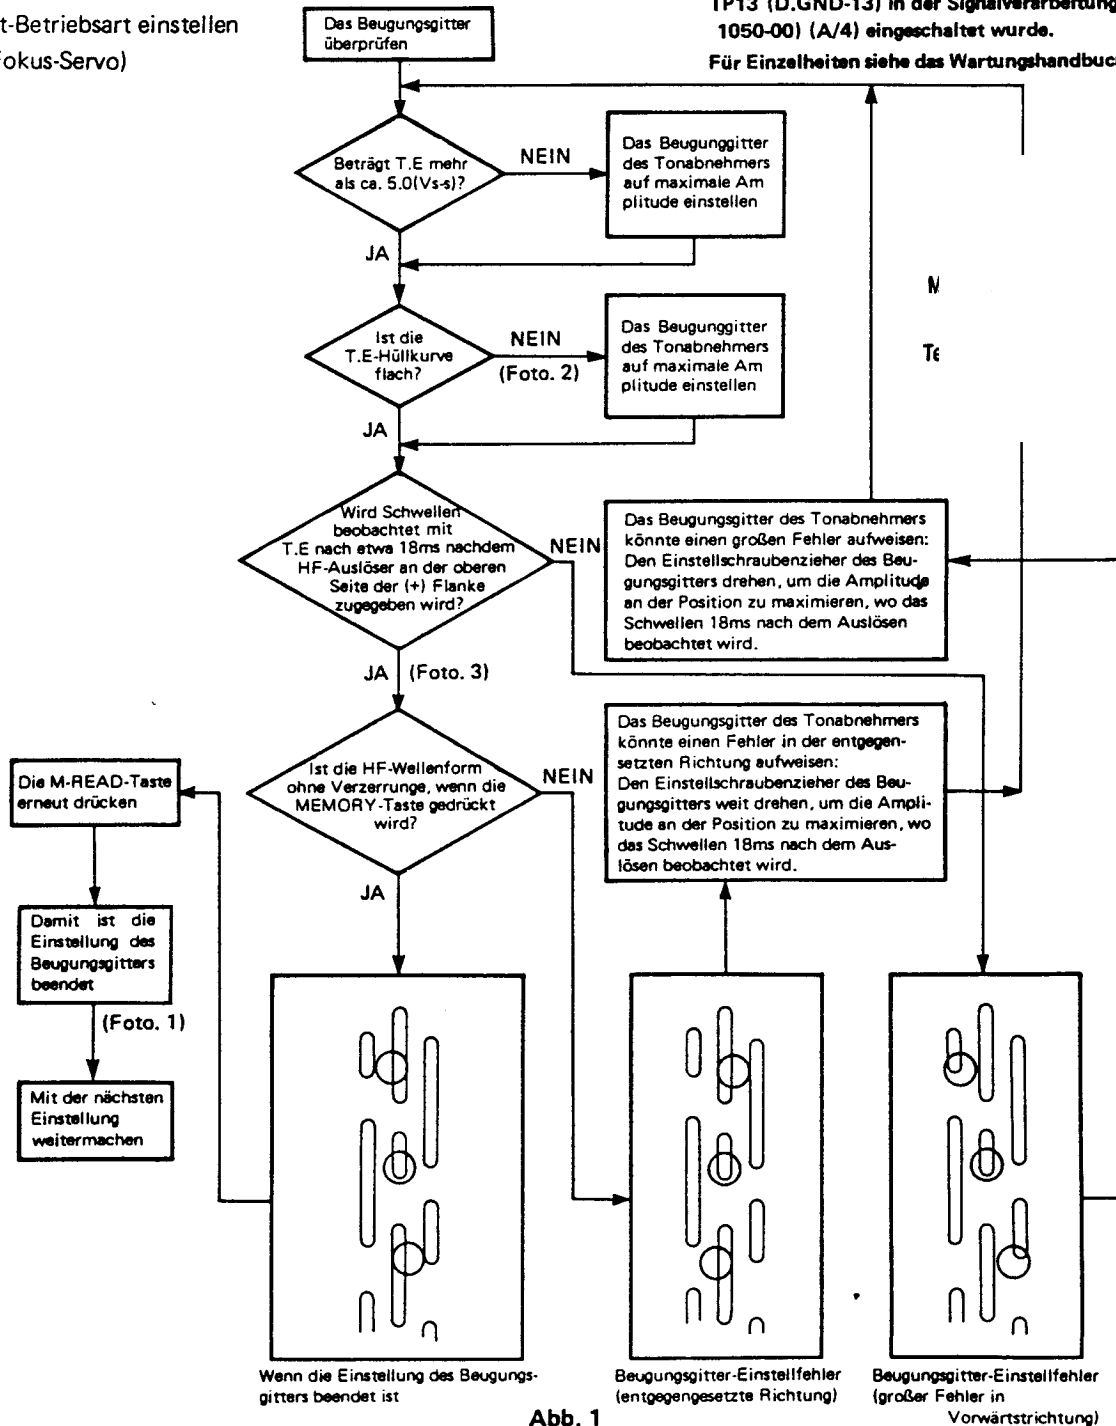 t-Betriebsart einstellen
okus-Servo)
TP13 (D.GND-13) in der Signalverarbeitung
1050-00) (A/4) eingeschaltet wurde.
Für Einzelheiten siehe das Wartungshandbuc
Das Beugungsgitter
überprüfen
Beträgt T.E mehr
als ca. 5.0(Vs-s)?
NEIN
Das Beugunggitter
des Tonabnehmers
auf maximale Am
plitude einstellen
JA
Ist die
T.E-Hüllkurve
flach?
NEIN
(Foto. 2)
Das Beugunggitter
des Tonabnehmers
auf maximale Am
plitude einstellen
M
Te
JA
Wird Schwellen
beobachtet mit
T.E nach etwa 18ms nachdem
HF-Auslöser an der oberen
Seite der (+) Flanke
zugegeben wird?
NEIN
Das Beugungsgitter des Tonabnehmers
könnte einen großen Fehler aufweisen:
Den Einstellschraubenzieher des Beu-
gungsgitters drehen, um die Amplitude
an der Position zu maximieren, wo das
Schwellen 18ms nach dem Auslösen
beobachtet wird.
JA (Foto. 3)
Ist die HF-Wellenform
ohne Verzerrunge, wenn die
MEMORY-Taste gedrückt
wird?
NEIN
Das Beugungsgitter des Tonabnehmers
könnte einen Fehler in der entgegen-
setzten Richtung aufweisen:
Den Einstellschraubenzieher des Beu-
gungsgitters weit drehen, um die Ampli-
tude an der Position zu maximieren, wo
das Schwellen 18ms nach dem Aus-
lösen beobachtet wird.
Die M-READ-Taste
erneut drücken
JA
Damit ist die
Einstellung des
Beugungsgitters
beendet
(Foto. 1)
Mit der nächsten
Einstellung
weitermachen
Wenn die Einstellung des Beugungs-
gitters beendet ist
Beugungsgitter-Einstellfehler
(entgegengesetzte Richtung)
Beugungsgitter-Einstellfehler
(großer Fehler in
Vorwärtstrichtung)
Abb. 1